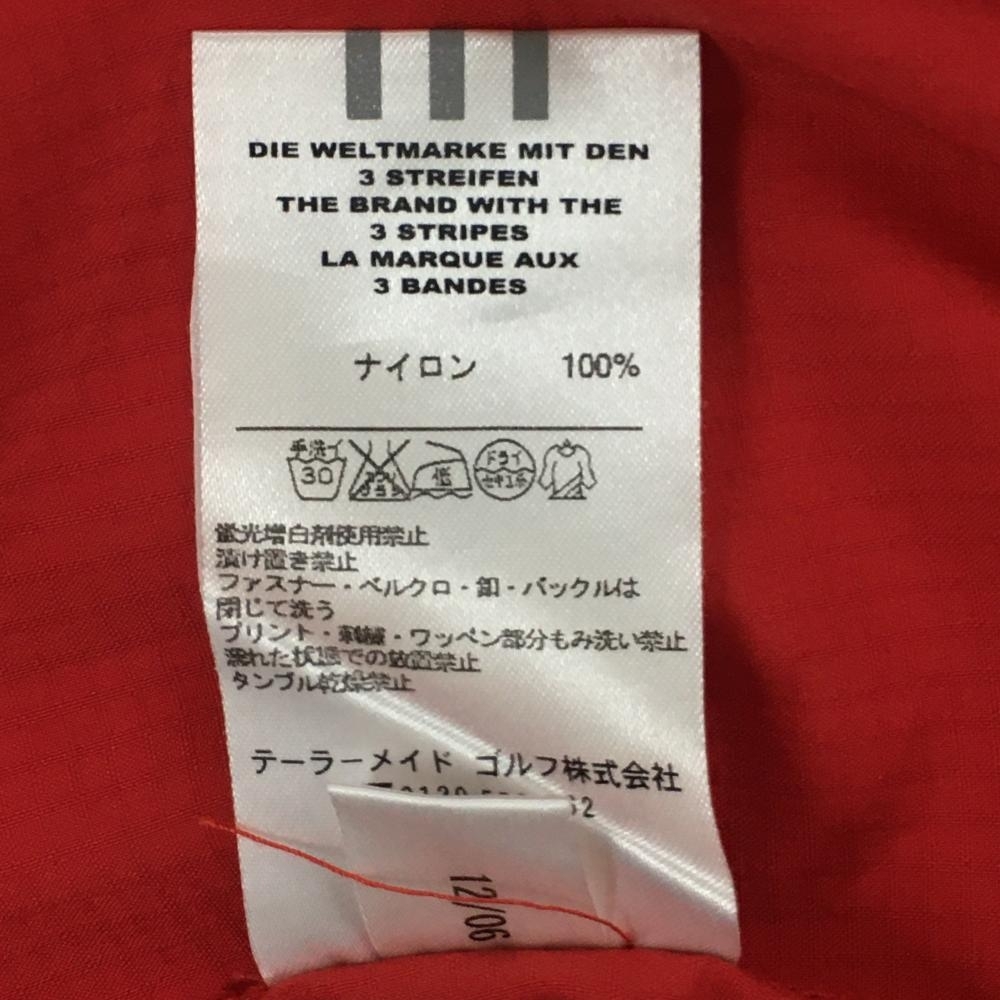 DIE WELTMARKE MIT DEN
3 STREIFEN
THE BRAND WITH THE
3 STRIPES
LA MARQUE AUX
3 BANDES
ナイロン 100%
手洗イ
30
低
ドライ
セキユ系
蛍光増白剤使用禁止
漬け置き禁止
ファスナー・ベルクロ・釦・バックルは
閉じて洗う
プリント・刺繍・ワッペン部分もみ洗い禁止
濡れた状態での放置禁止
タンブル乾燥禁止
テーラーメイド ゴルフ株式会社
12/06